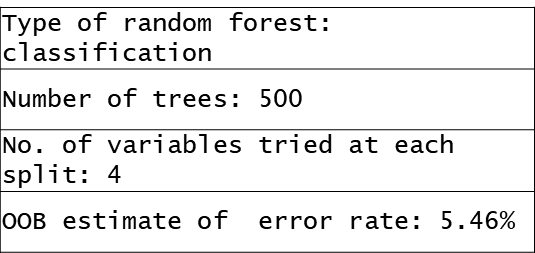 Type of random forest:
classification
Number of trees: 500
No. of variables tried at each
split: 4
OOB estimate of  error rate: 5.46%